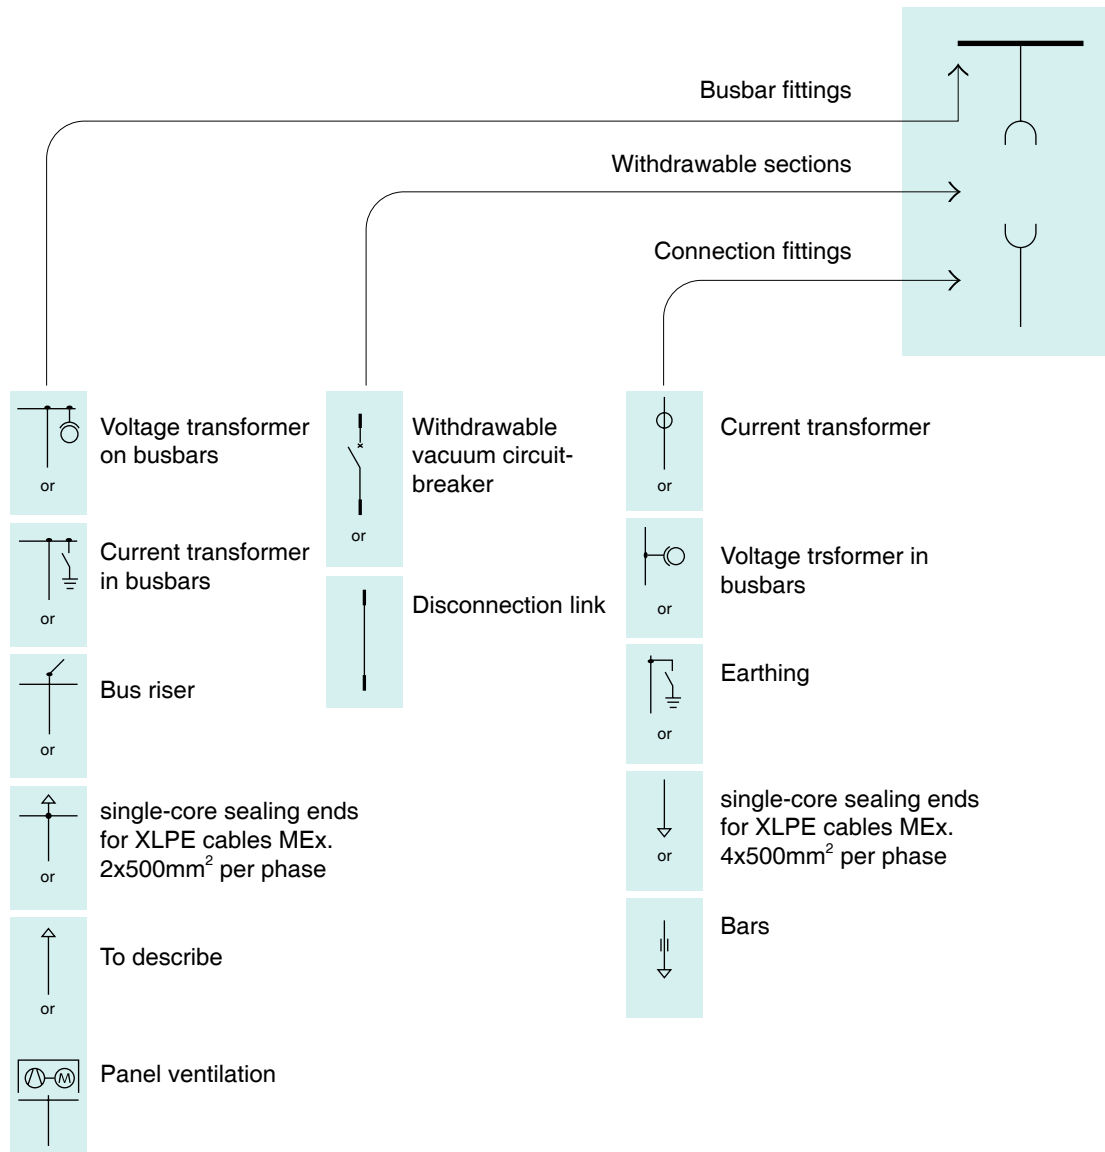 Busbar fittings
Withdrawable sections
Connection fittings
Voltage transformer
on busbars
or
Current transformer
in busbars
or
Bus riser
or
single-core sealing ends
for XLPE cables MEx.
2x500mm² per phase
or
To describe
or
M
Panel ventilation
Withdrawable
vacuum circuit-
breaker
or
Disconnection link
Current transformer
or
Voltage trsformer in
busbars
or
Earthing
or
single-core sealing ends
for XLPE cables MEx.
4x500mm² per phase
or
Bars